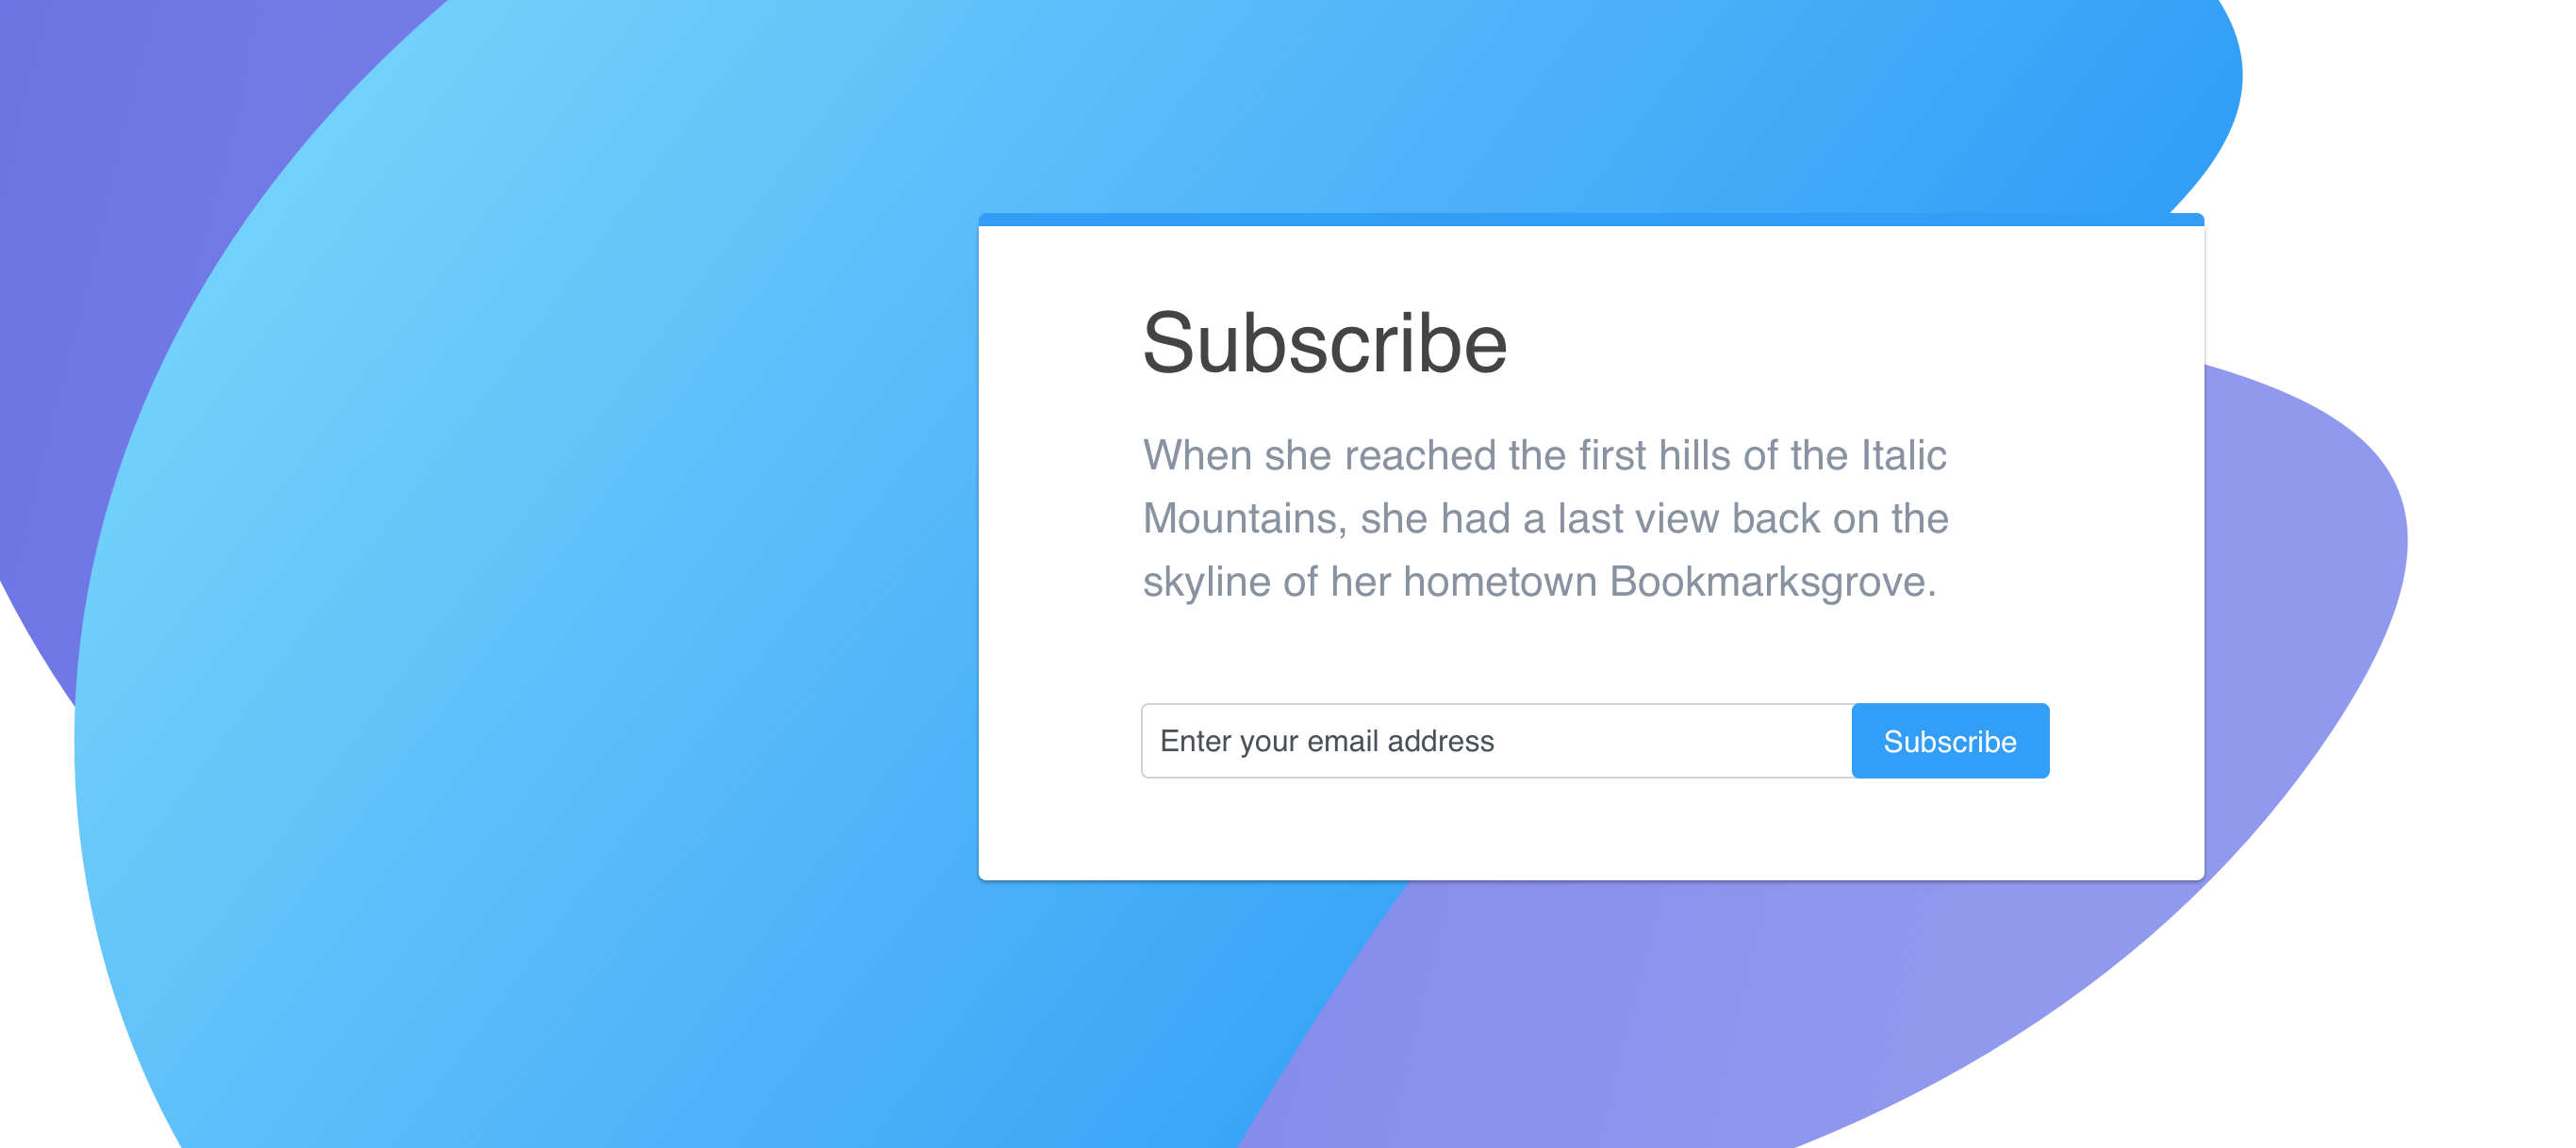 Subscribe
When she reached the first hills of the Italic
Mountains, she had a last view back on the
skyline of her hometown Bookmarksgrove.
Enter your email address
Subscribe